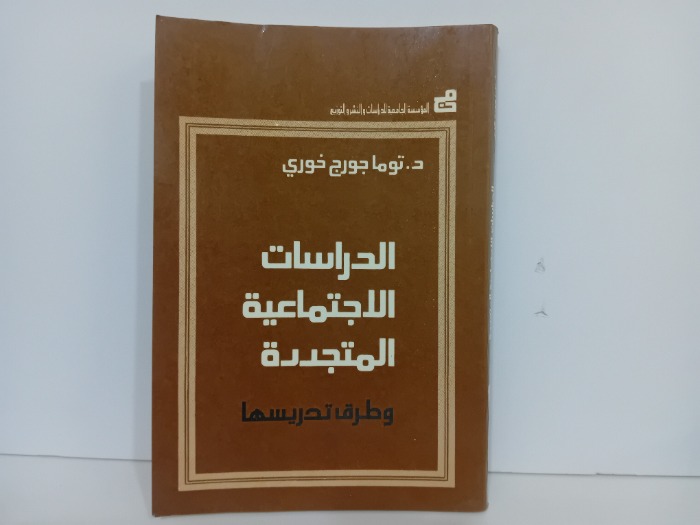 المؤسسة الجامعية للدراسات والنشر والتوزيع
د. توما جورج خوري
الدراسات
الاجتماعية
المتجددة
وطرق تدريسها